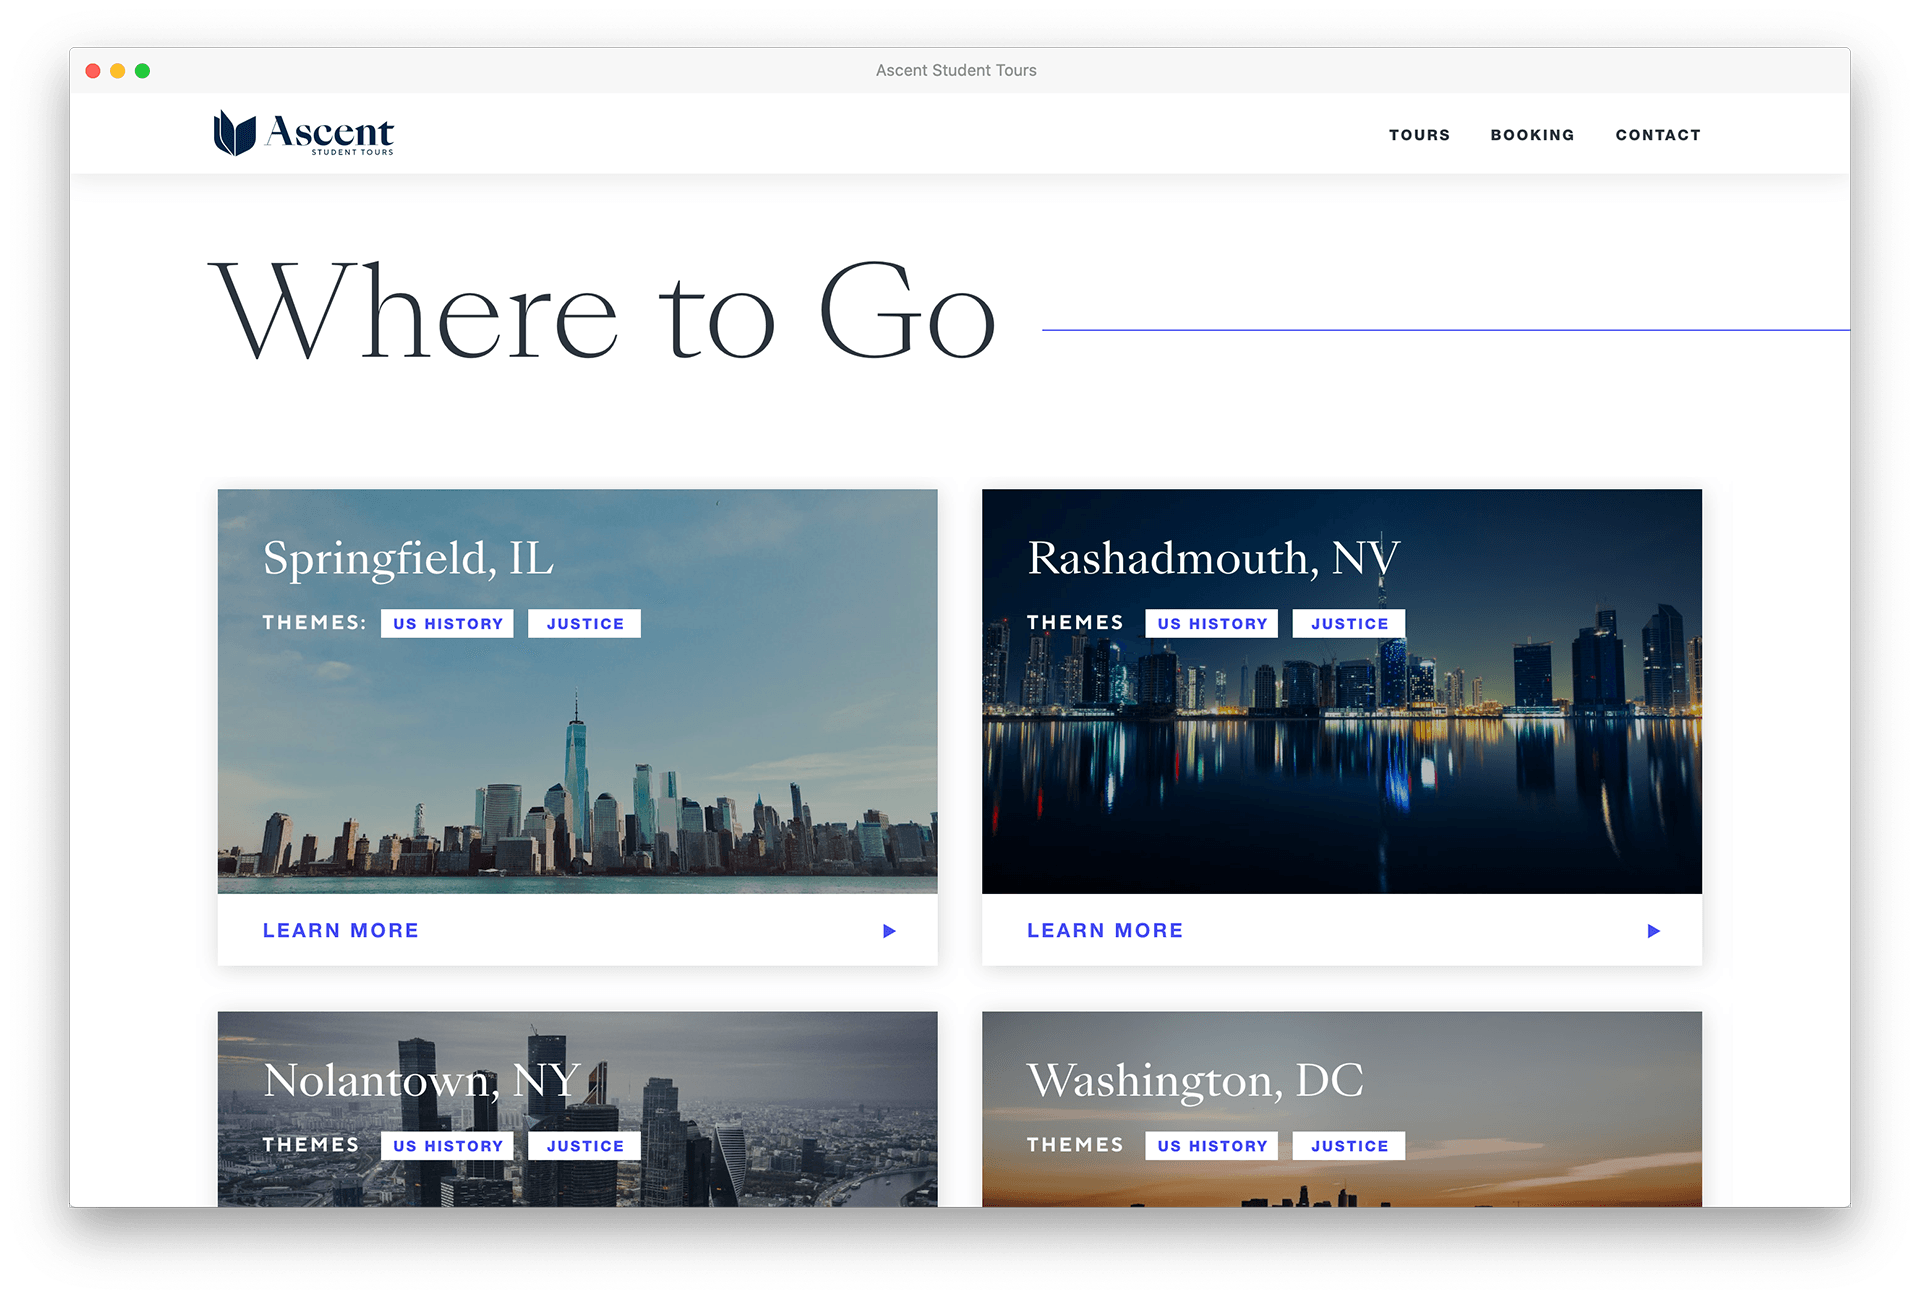 Ascent Student Tours
Ascent
STUDENT TOURS
TOURS BOOKING CONTACT
Where to Go
Springfield, IL
THEMES: US HISTORY JUSTICE
LEARN MORE
Rashadmouth, NV
THEMES US HISTORY JUSTICE
LEARN MORE
Nolantown, NY
THEMES US HISTORY JUSTICE
Washington, DC
THEMES US HISTORY JUSTICE